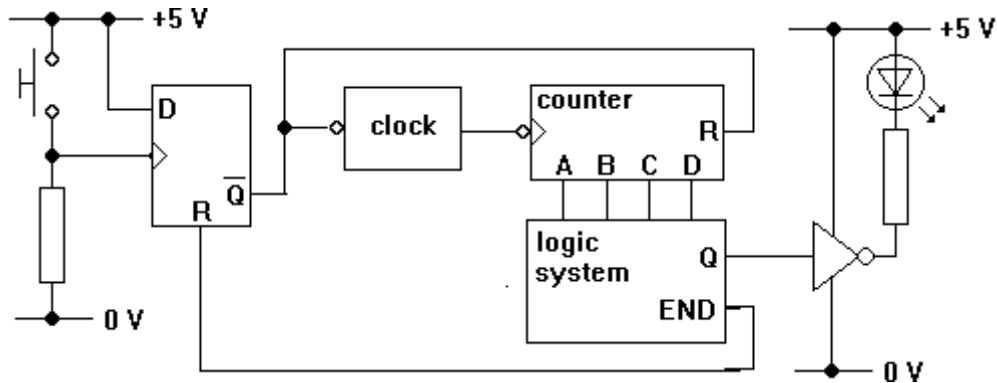 +5 V
+5 V
D
clock
counter
R
A B C D
Q̅
R
logic
system
Q
END
0 V
0 V